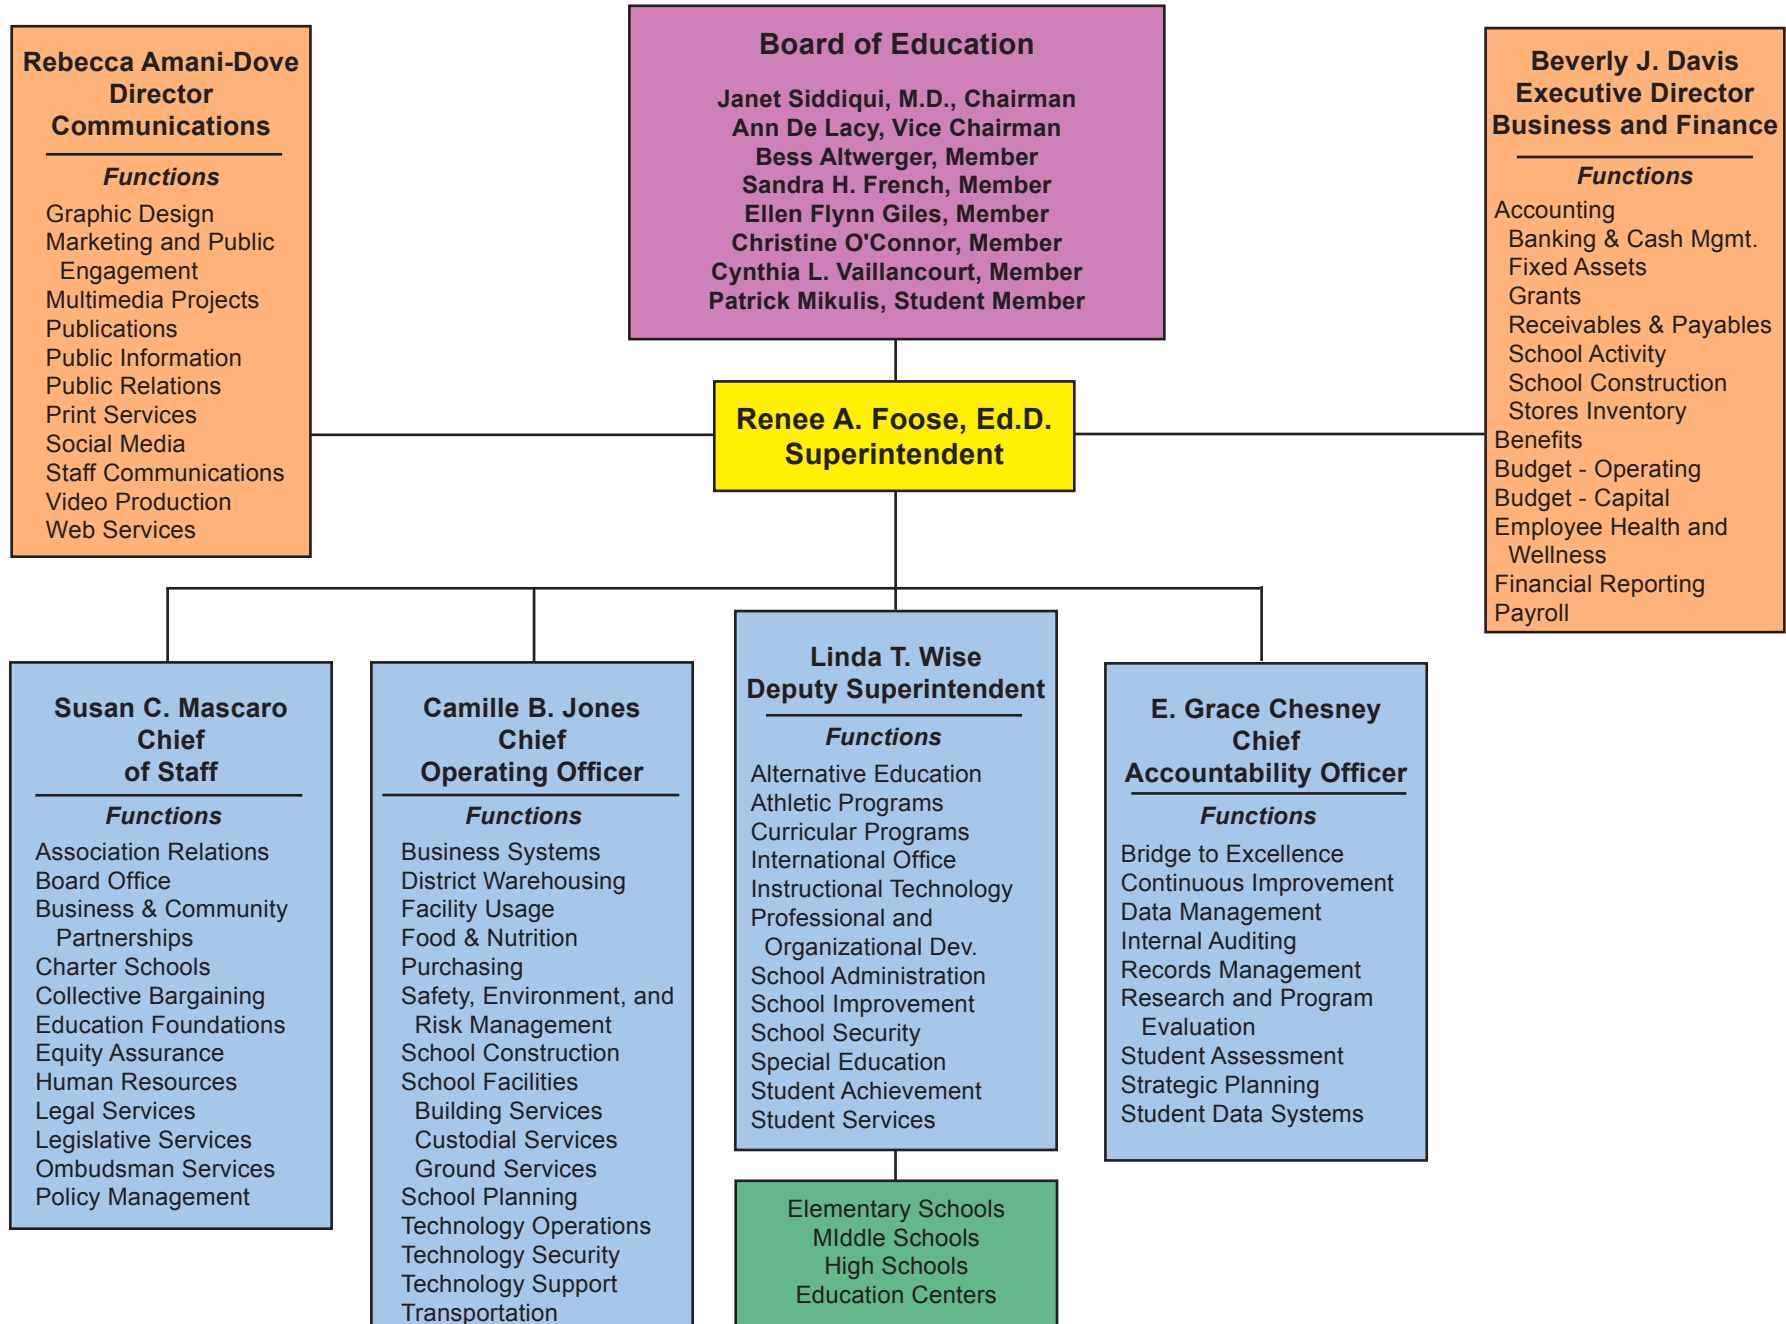 Rebecca Amani-Dove
Director
Communications
Functions
Graphic Design
Marketing and Public
Engagement
Multimedia Projects
Publications
Public Information
Public Relations
Print Services
Social Media
Staff Communications
Video Production
Web Services
Board of Education
Janet Siddiqui, M.D., Chairman
Ann De Lacy, Vice Chairman
Bess Altwerger, Member
Sandra H. French, Member
Ellen Flynn Giles, Member
Christine O'Connor, Member
Cynthia L. Vaillancourt, Member
Patrick Mikulis, Student Member
Beverly J. Davis
Executive Director
Business and Finance
Functions
Accounting
Banking & Cash Mgmt.
Fixed Assets
Grants
Receivables & Payables
School Activity
School Construction
Stores Inventory
Benefits
Budget - Operating
Budget - Capital
Employee Health and
Wellness
Financial Reporting
Payroll
Renee A. Foose, Ed.D.
Superintendent
Susan C. Mascaro
Chief
of Staff
Functions
Association Relations
Board Office
Business & Community
Partnerships
Charter Schools
Collective Bargaining
Education Foundations
Equity Assurance
Human Resources
Legal Services
Legislative Services
Ombudsman Services
Policy Management
Camille B. Jones
Chief
Operating Officer
Functions
Business Systems
District Warehousing
Facility Usage
Food & Nutrition
Purchasing
Safety, Environment, and
Risk Management
School Construction
School Facilities
Building Services
Custodial Services
Ground Services
School Planning
Technology Operations
Technology Security
Technology Support
Transportation
Linda T. Wise
Deputy Superintendent
Functions
Alternative Education
Athletic Programs
Curricular Programs
International Office
Instructional Technology
Professional and
Organizational Dev.
School Administration
School Improvement
School Security
Special Education
Student Achievement
Student Services
Elementary Schools
MIddle Schools
High Schools
Education Centers
E. Grace Chesney
Chief
Accountability Officer
Functions
Bridge to Excellence
Continuous Improvement
Data Management
Internal Auditing
Records Management
Research and Program
Evaluation
Student Assessment
Strategic Planning
Student Data Systems